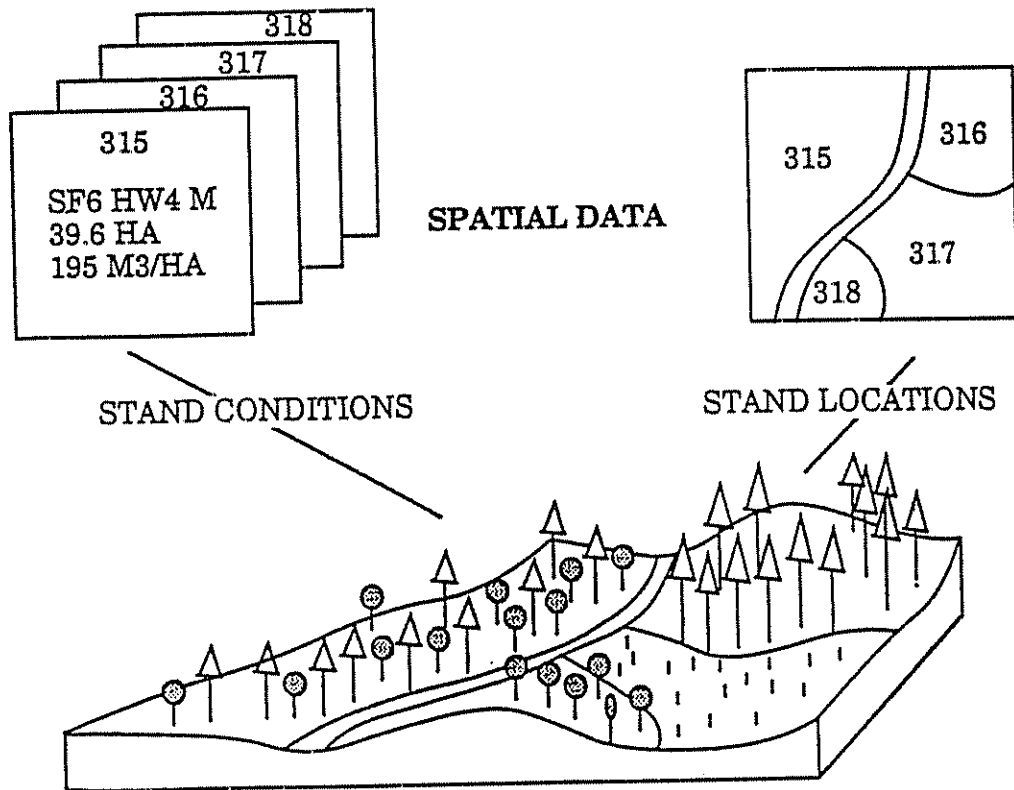 318
317
316
315
SF6 HW4 M
39.6 HA
195 M3/HA
SPATIAL DATA
315
316
317
318
STAND CONDITIONS
STAND LOCATIONS